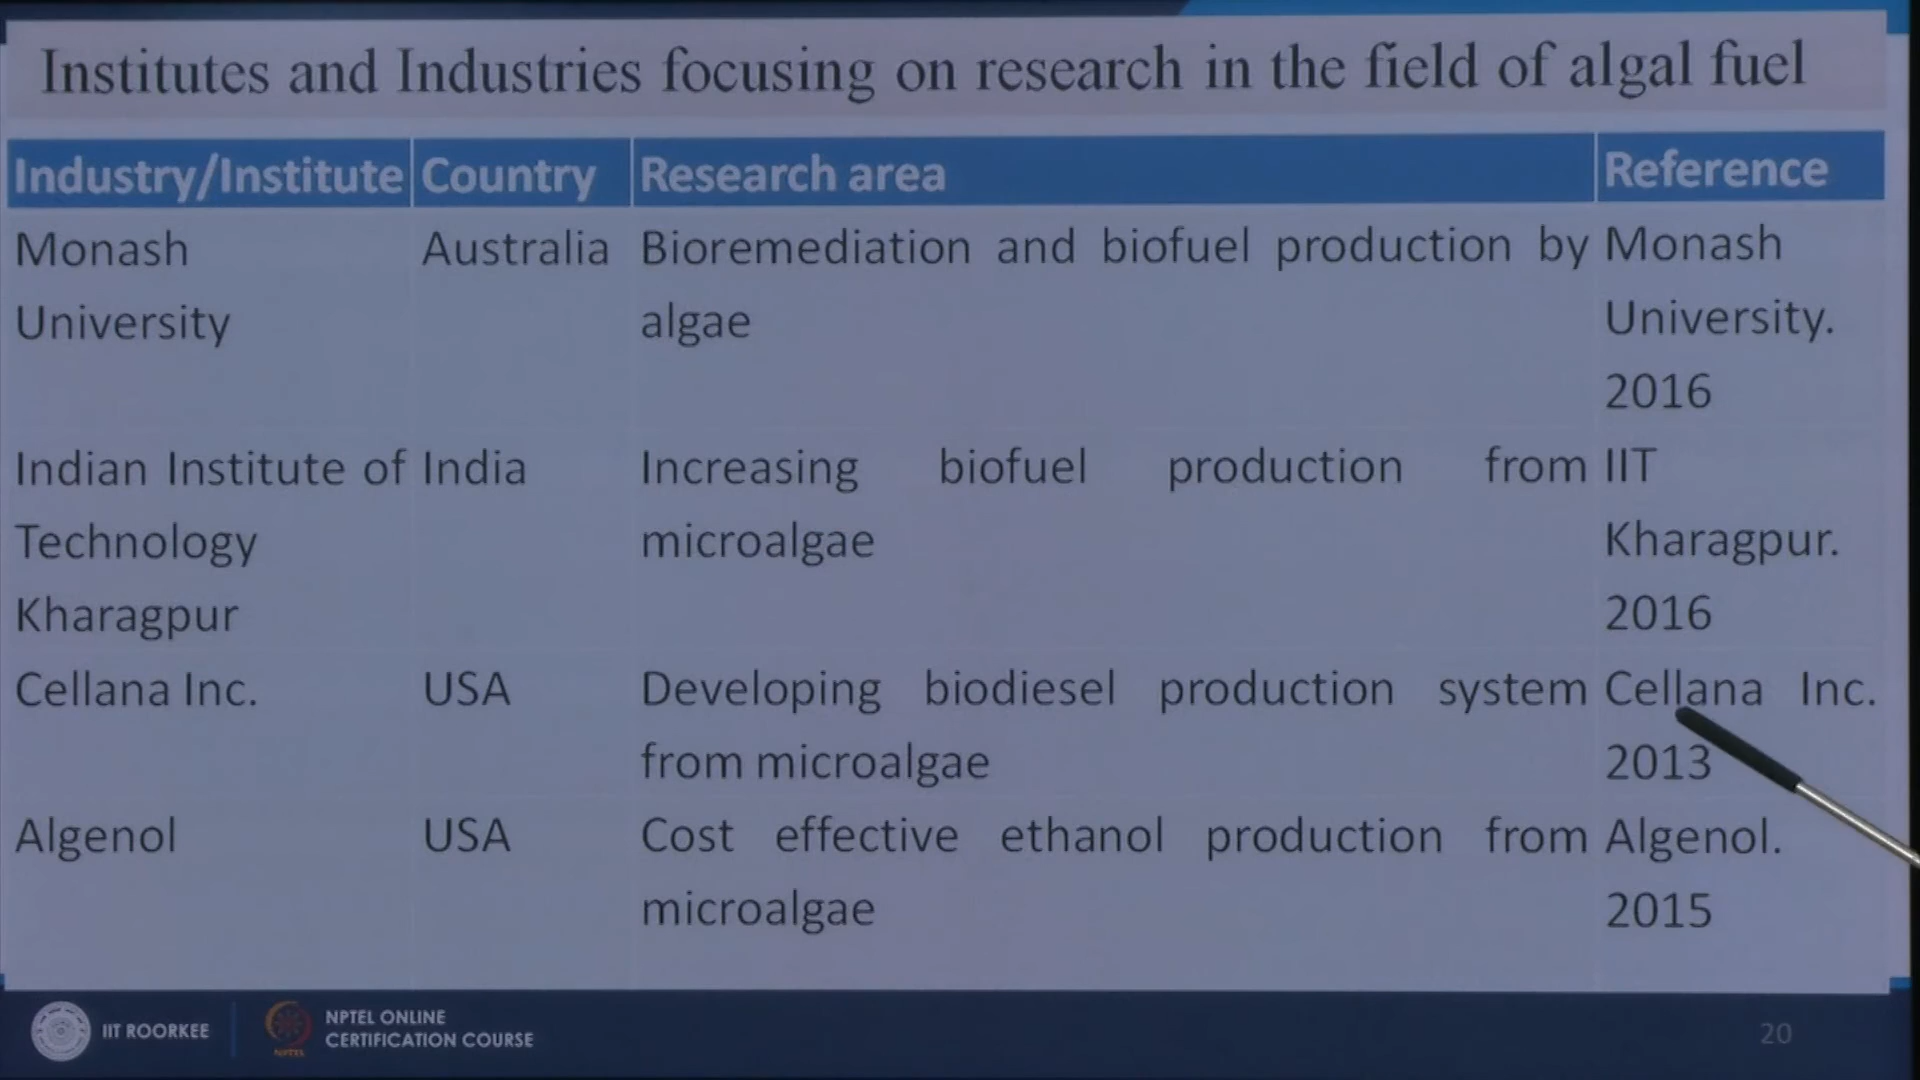 Institutes and Industries focusing on research in the field of algal fuel
Industry/Institute Country Research area Reference
Monash Australia Bioremediation and biofuel production by Monash
University algae University.
2016
Indian Institute of India Increasing biofuel production from IIT
Technology microalgae Kharagpur.
Kharagpur 2016
Cellana Inc. USA Developing biodiesel production system Cellana Inc.
from microalgae 2013
Algenol USA Cost effective ethanol production from Algenol.
microalgae 2015
IIT ROORKEE
NPTEL
NPTEL ONLINE
CERTIFICATION COURSE
20